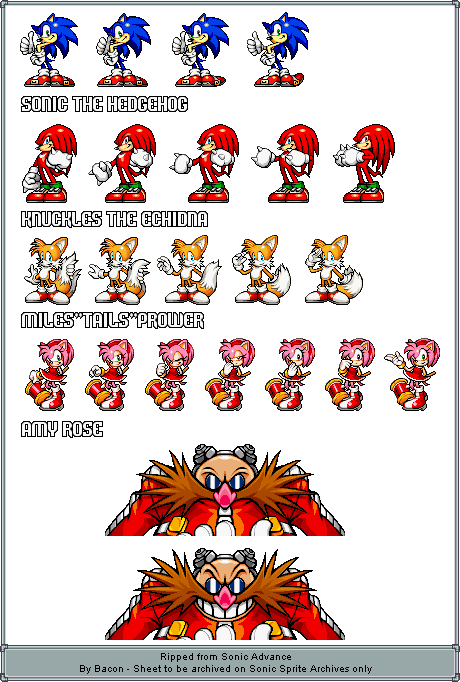 SONIC THE HEDGEHOG
KNUCKLES THE ECHIDNA
MILES"TAILS"PROWER
AMY ROSE
Ripped from Sonic Advance
By Bacon - Sheet to be archived on Sonic Sprite Archives only